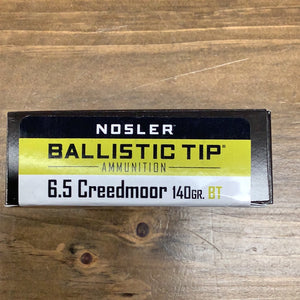 NOSLER®
BALLISTIC TIP®
AMMUNITION
6.5 Creedmoor 140GR. BT